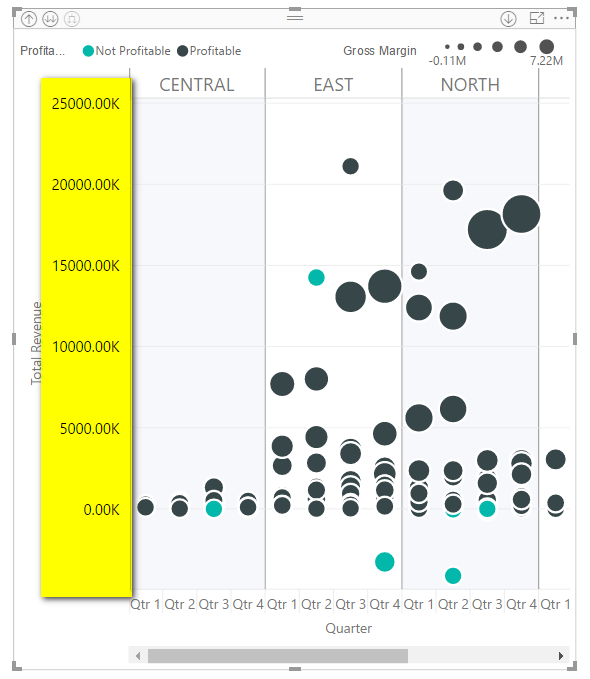 Profita... Not Profitable Profitable Gross Margin
-0.11M 7.22M
CENTRAL EAST NORTH
25000.00K
20000.00K
15000.00K
10000.00K
5000.00K
0.00K
Total Revenue
Qtr 1 Qtr 2 Qtr 3 Qtr 4 Qtr 1 Qtr 2 Qtr 3 Qtr 4 Qtr 1 Qtr 2 Qtr 3 Qtr 4 Qtr 1
Quarter